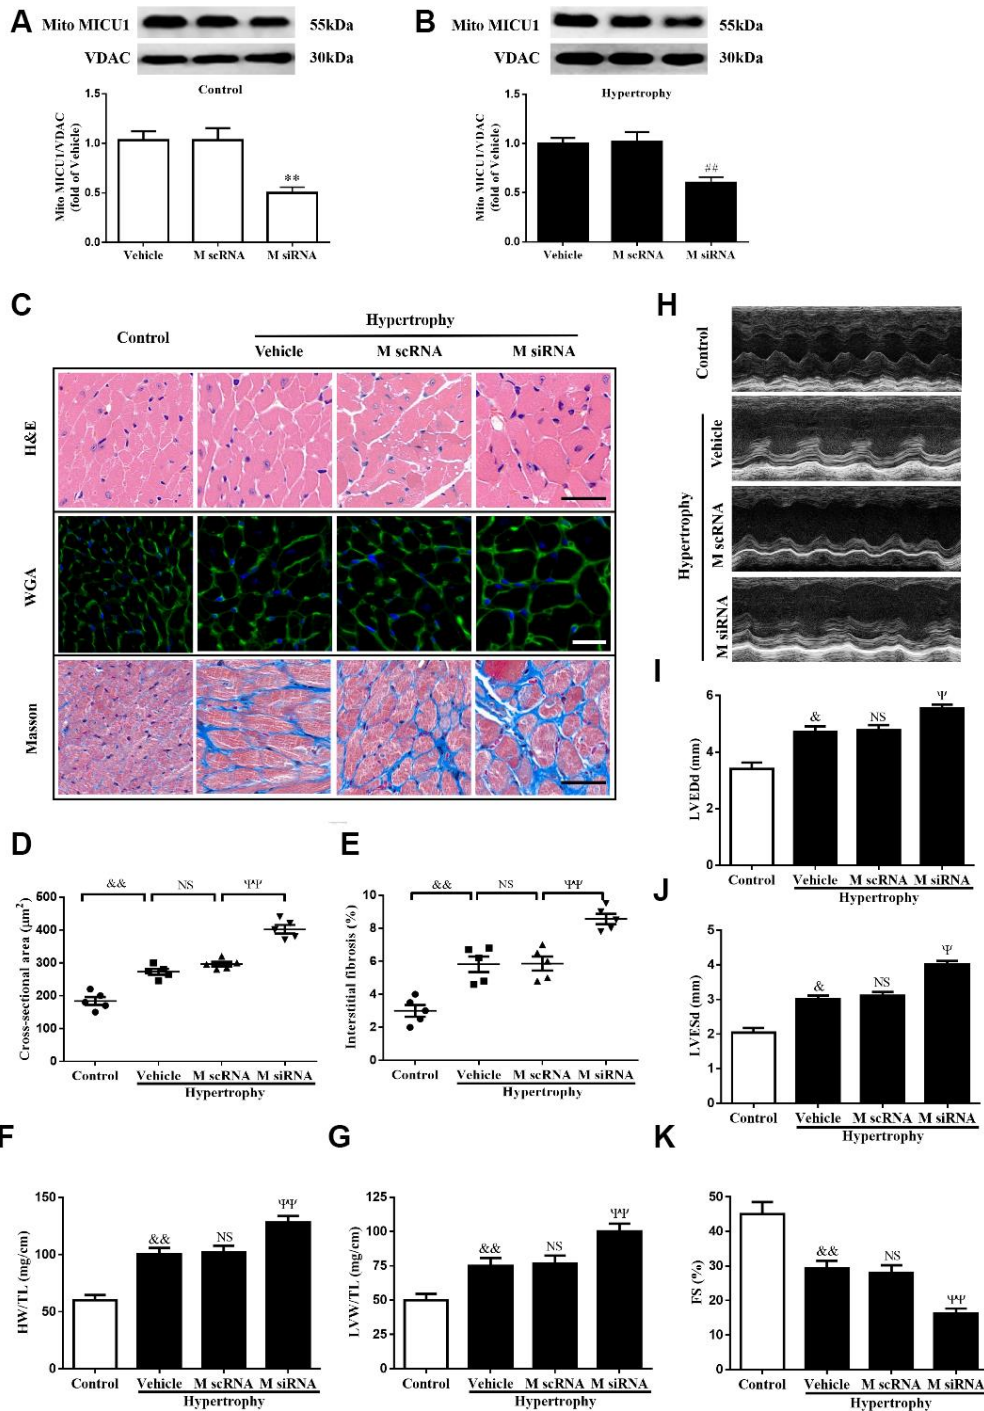 A
Mito MICU1 55kDa
VDAC 30kDa
Control
Mito MICU1/VDAC
(fold of Vehicle)
1.5
1.0
0.5
0.0
**
Vehicle M scRNA M siRNA
B
Mito MICU1 55kDa
VDAC 30kDa
Hypertrophy
Mito MICU1/VDAC
(fold of Vehicle)
1.5
1.0
0.5
0.0
##
Vehicle M scRNA M siRNA
C
Hypertrophy
Control Vehicle M scRNA M siRNA
H&E
WGA
Masson
D
Cross-sectional area (μm²)
500
400
300
200
100
0
&& NS ΨΨ
Control Vehicle M scRNA M siRNA
Hypertrophy
E
Interstitial fibrosis (%)
10
8
6
4
2
0
&& NS ΨΨ
Control Vehicle M scRNA M siRNA
Hypertrophy
F
HW/TL (mg/cm)
150
100
50
0
&& NS ΨΨ
Control Vehicle M scRNA M siRNA
Hypertrophy
G
LVW/TL (mg/cm)
125
100
75
50
25
0
&& NS ΨΨ
Control Vehicle M scRNA M siRNA
Hypertrophy
H
Control
Vehicle
M scRNA
M siRNA
Hypertrophy
I
LVEDd (mm)
6
4
2
0
& NS Ψ
Control Vehicle M scRNA M siRNA
Hypertrophy
J
LVESd (mm)
5
4
3
2
1
0
& NS Ψ
Control Vehicle M scRNA M siRNA
Hypertrophy
K
FS (%)
50
40
30
20
10
0
&& NS ΨΨ
Control Vehicle M scRNA M siRNA
Hypertrophy